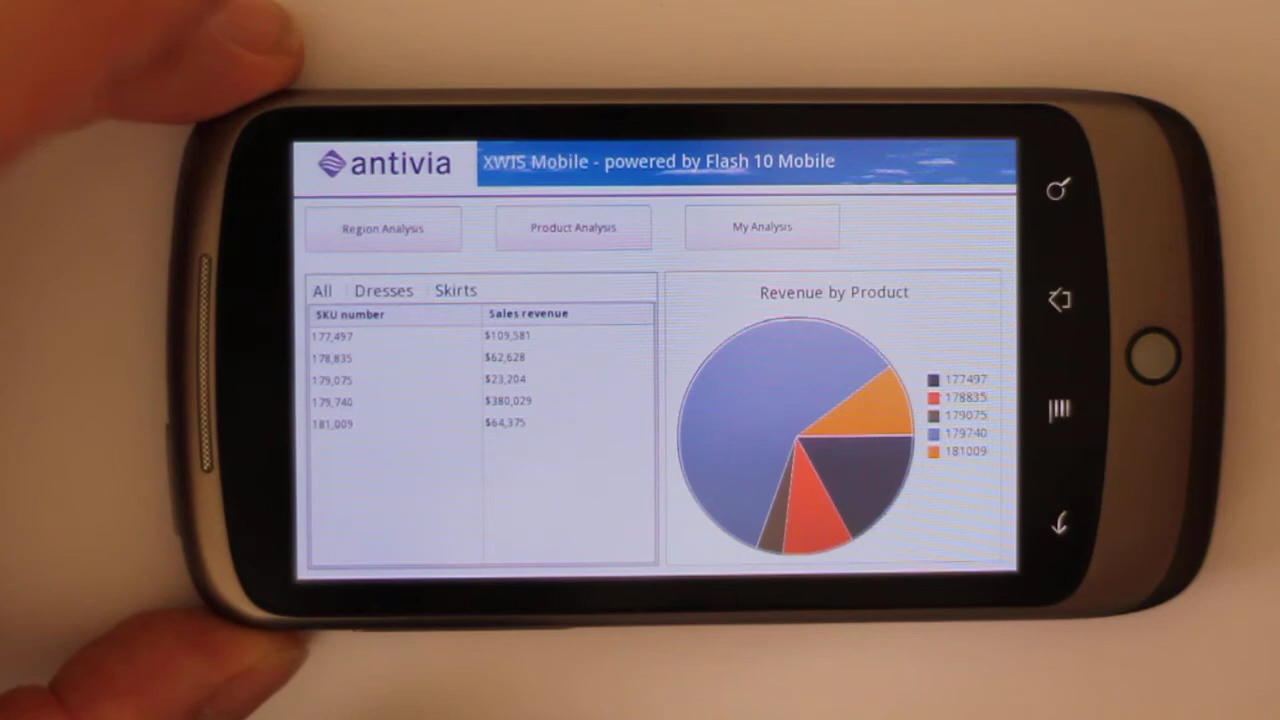 antivia
XWIS Mobile - powered by Flash 10 Mobile
Region Analysis
Product Analysis
My Analysis
All Dresses Skirts
SKU number Sales revenue
177,497 $109,581
178,835 $62,628
179,075 $23,204
179,740 $380,029
181,009 $64,375
Revenue by Product
177497
178835
179075
179740
181009